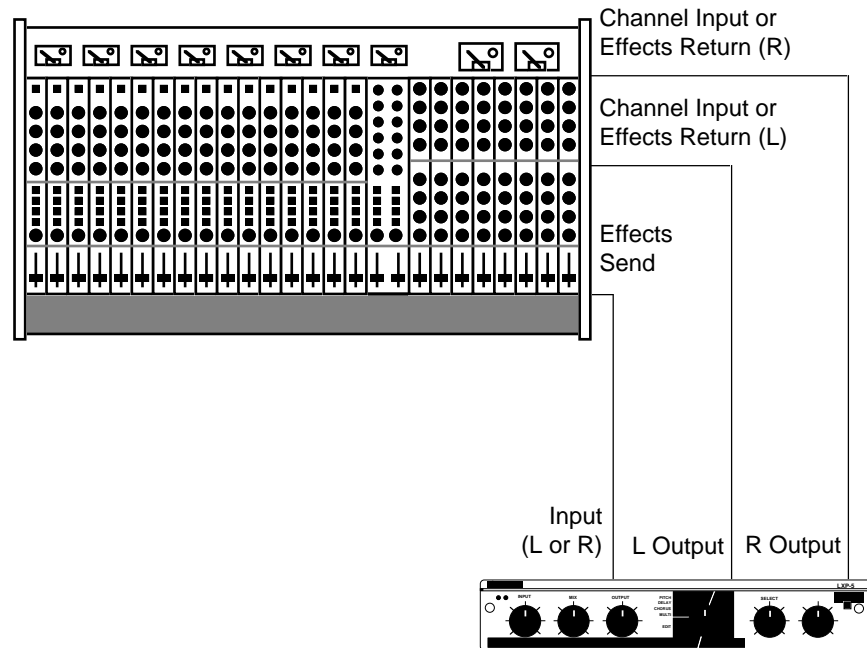 Channel Input or
Effects Return (R)
Channel Input or
Effects Return (L)
Effects
Send
Input
(L or R)
L Output
R Output
LXP-5
INPUT
MIX
OUTPUT
PITCH
DELAY
CHORUS
MULTI
EDIT
SELECT